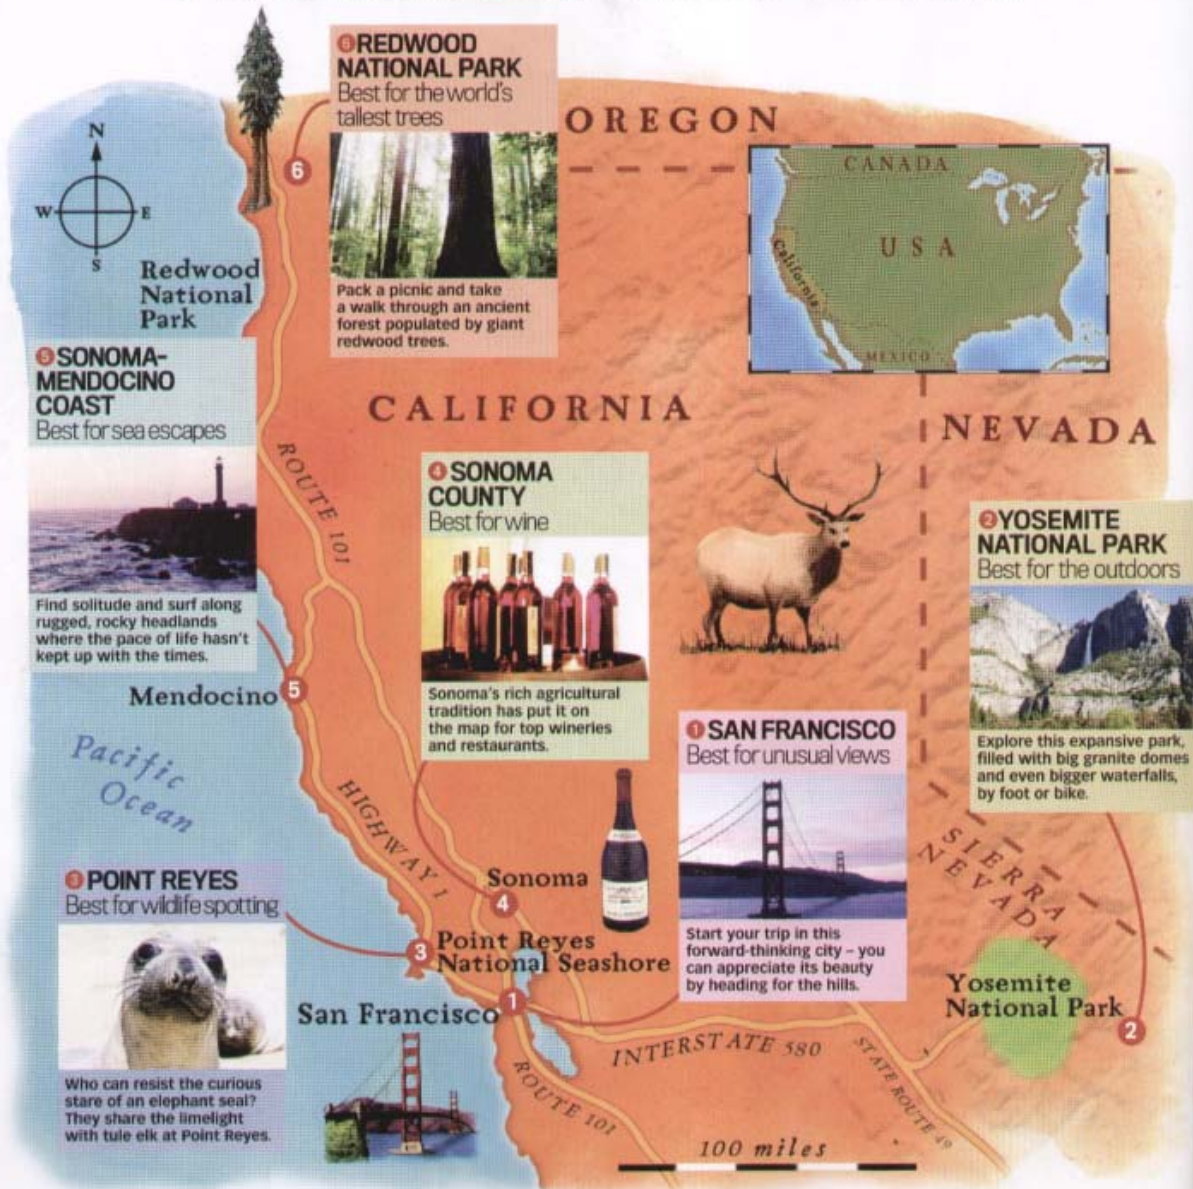 6 REDWOOD
NATIONAL PARK
Best for the world's
tallest trees
Pack a picnic and take
a walk through an ancient
forest populated by giant
redwood trees.
OREGON
CANADA
USA
California
MEXICO
N
W
E
S
6
Redwood
National
Park
5 SONOMA-
MENDOCINO
COAST
Best for sea escapes
Find solitude and surf along
rugged, rocky headlands
where the pace of life hasn't
kept up with the times.
CALIFORNIA
NEVADA
ROUTE 101
4 SONOMA
COUNTY
Best for wine
Sonoma's rich agricultural
tradition has put it on
the map for top wineries
and restaurants.
2 YOSEMITE
NATIONAL PARK
Best for the outdoors
Explore this expansive park,
filled with big granite domes
and even bigger waterfalls,
by foot or bike.
Mendocino
5
Pacific
Ocean
HIGHWAY 1
1 SAN FRANCISCO
Best for unusual views
Start your trip in this
forward-thinking city – you
can appreciate its beauty
by heading for the hills.
SIERRA
NEVADA
3 POINT REYES
Best for wildlife spotting
Who can resist the curious
stare of an elephant seal?
They share the limelight
with tule elk at Point Reyes.
Sonoma
4
3
Point Reyes
National Seashore
San Francisco
1
Yosemite
National Park
2
INTERSTATE 580
STATE ROUTE 49
ROUTE 101
100 miles